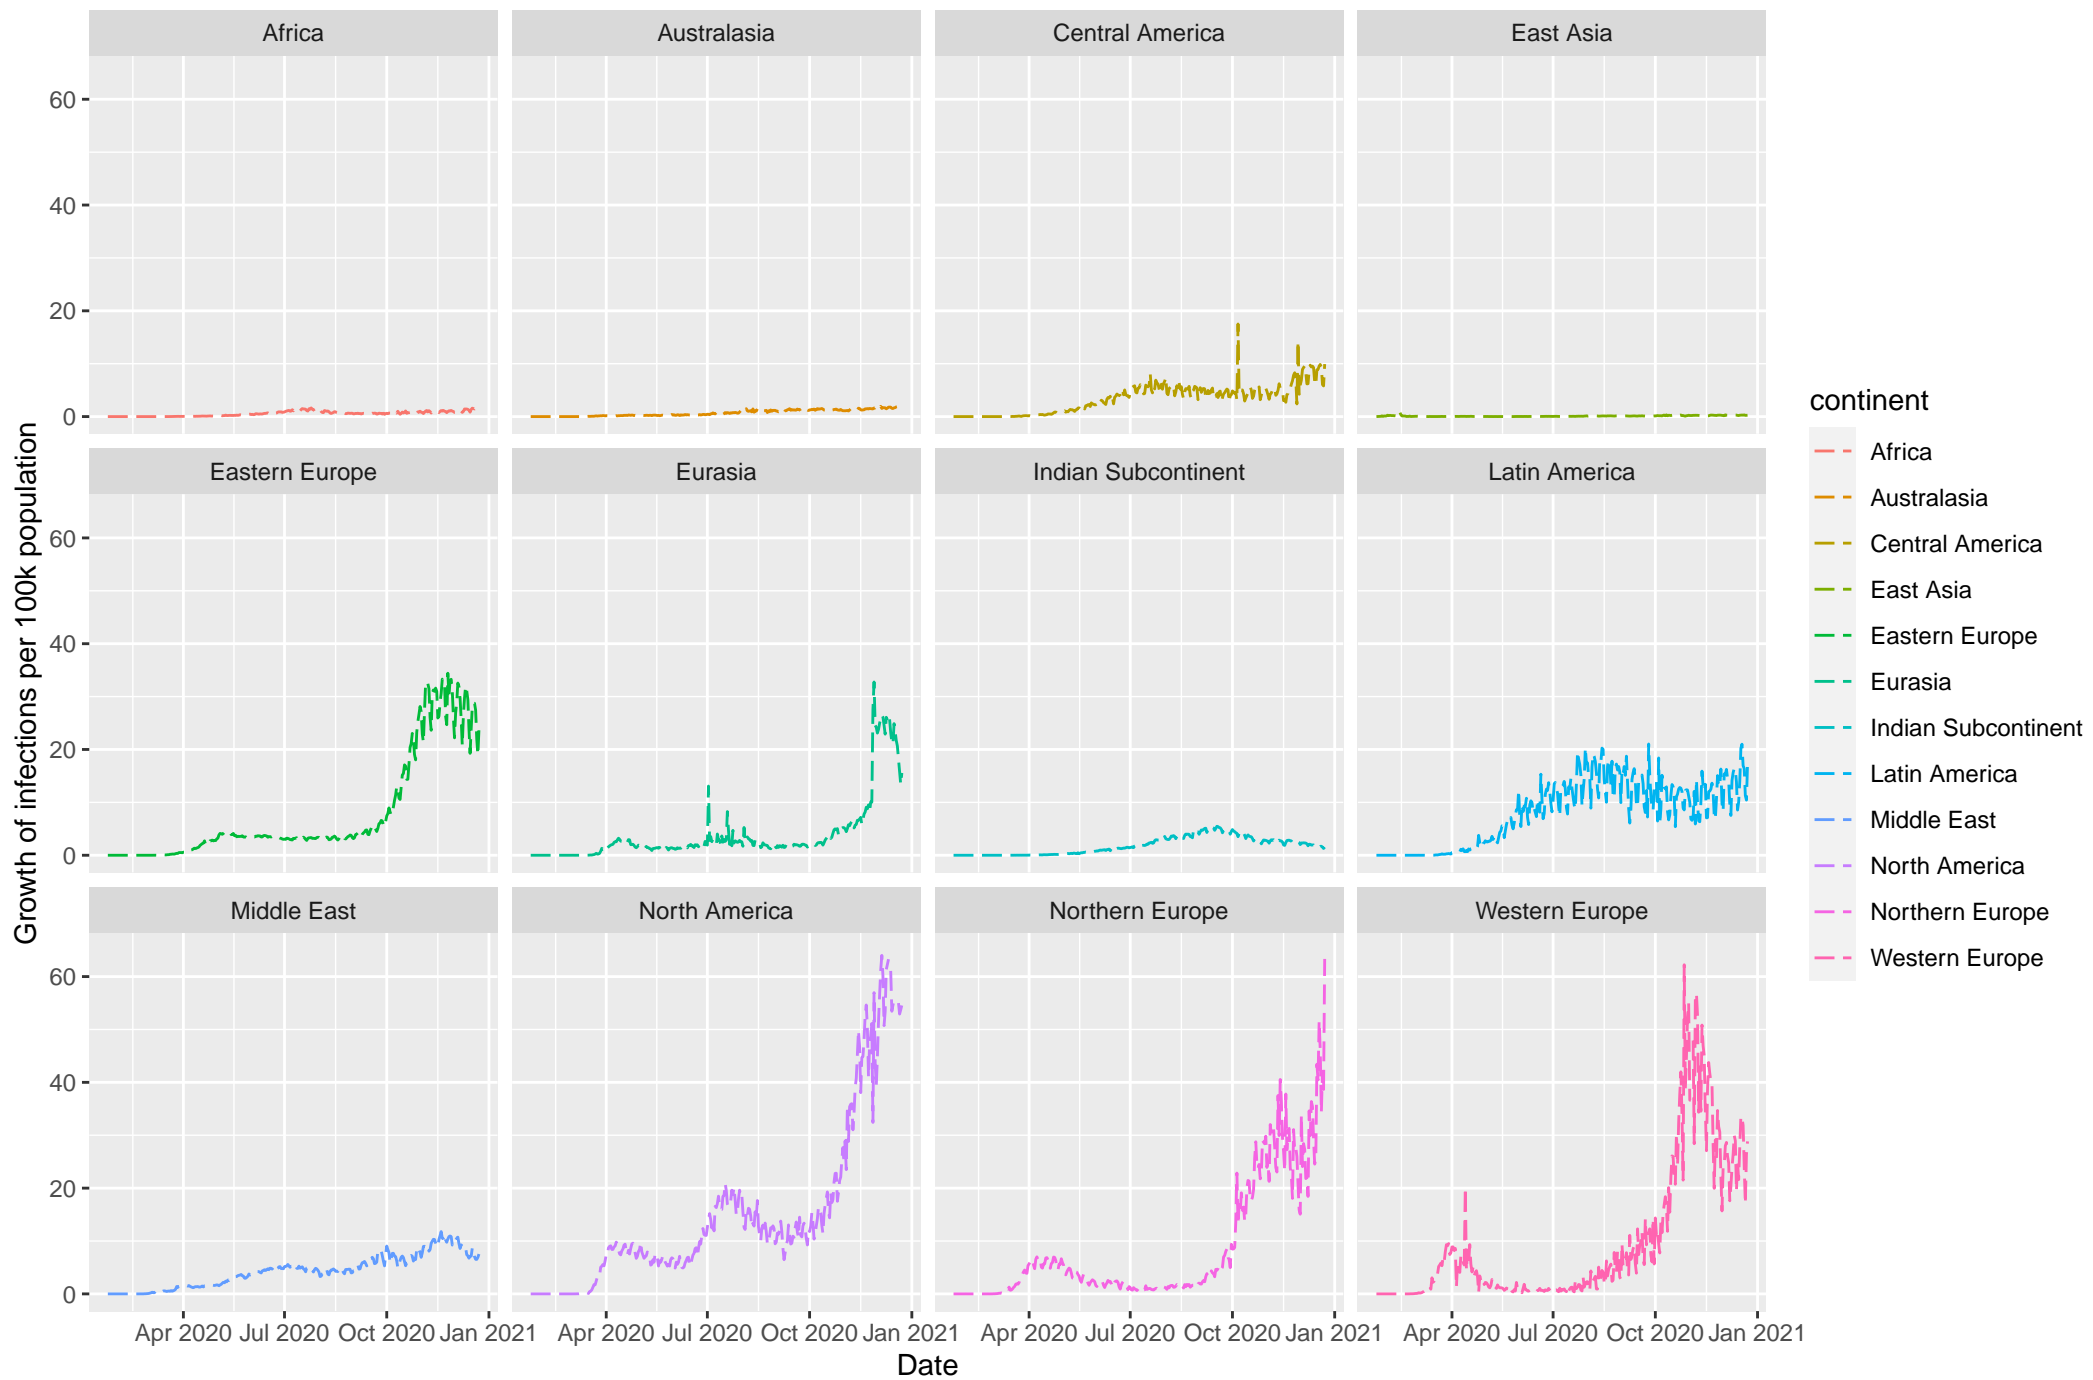 Africa
Australasia
Central America
East Asia
60
40
20
0
Eastern Europe
Eurasia
Indian Subcontinent
Latin America
60
40
20
0
Middle East
North America
Northern Europe
Western Europe
60
40
20
0
Apr 2020 Jul 2020 Oct 2020 Jan 2021
Apr 2020 Jul 2020 Oct 2020 Jan 2021
Apr 2020 Jul 2020 Oct 2020 Jan 2021
Apr 2020 Jul 2020 Oct 2020 Jan 2021
Date
Growth of infections per 100k population
continent
Africa
Australasia
Central America
East Asia
Eastern Europe
Eurasia
Indian Subcontinent
Latin America
Middle East
North America
Northern Europe
Western Europe